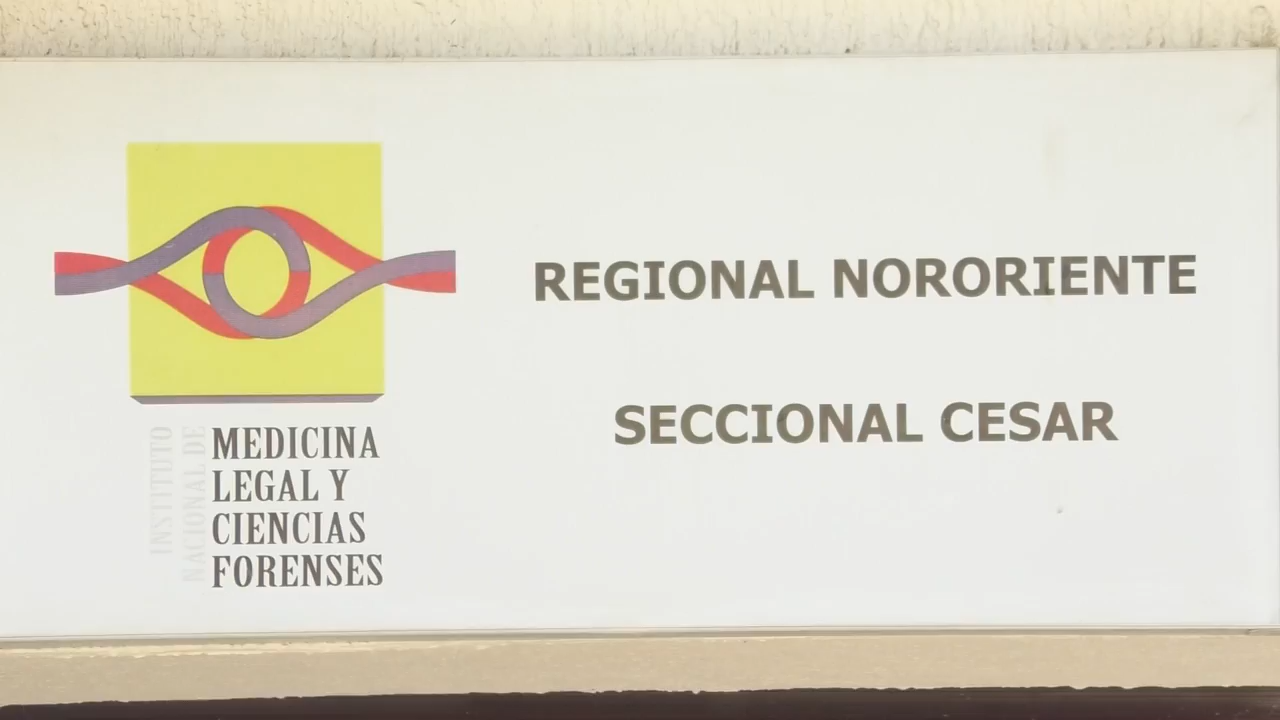 INSTITUTO
NACIONAL DE
MEDICINA
LEGAL Y
CIENCIAS
FORENSES
REGIONAL NORORIENTE
SECCIONAL CESAR